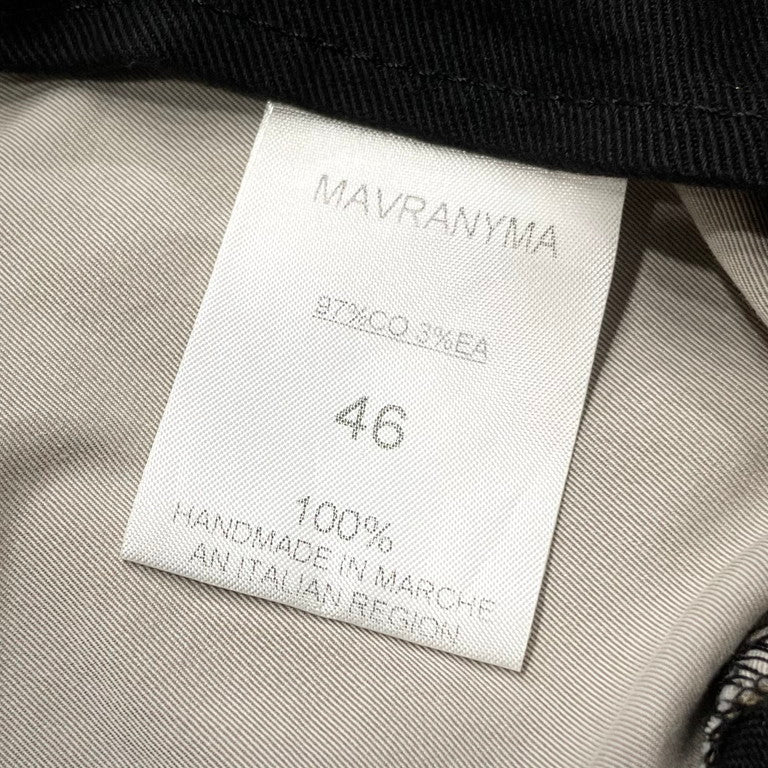 MAVRANYMA
97%CO 3%EA
46
100%
HANDMADE IN MARCHE
AN ITALIAN REGION